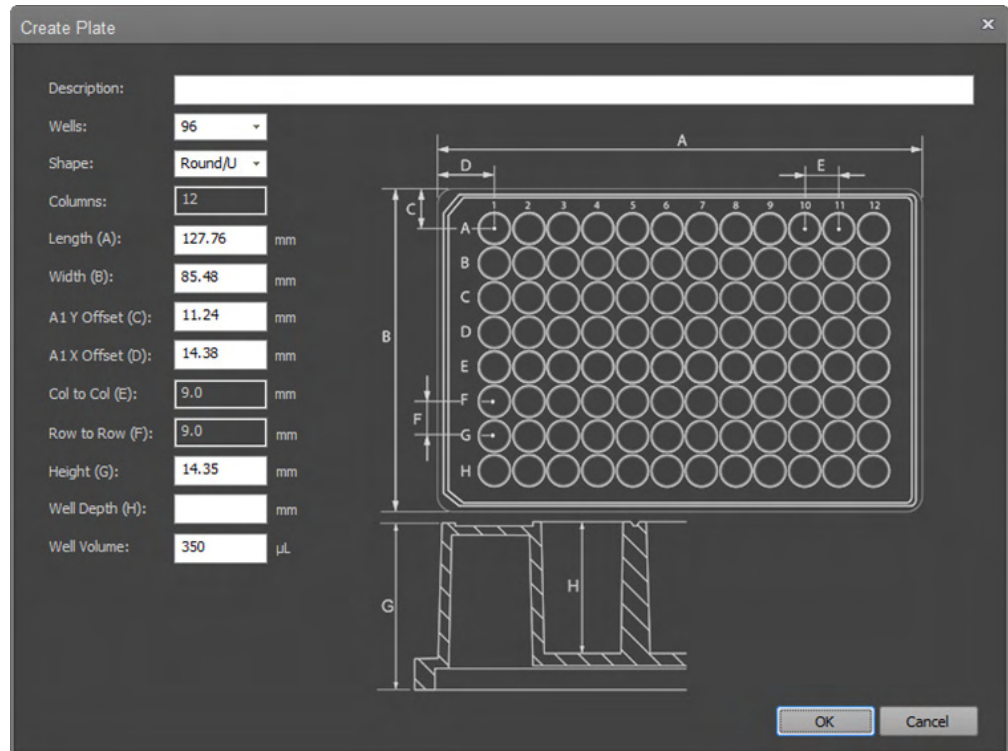 Create Plate ×
Description:
Wells: 96
Shape: Round/U
Columns: 12
Length (A): 127.76 mm
Width (B): 85.48 mm
A1 Y Offset (C): 11.24 mm
A1 X Offset (D): 14.38 mm
Col to Col (E): 9.0 mm
Row to Row (F): 9.0 mm
Height (G): 14.35 mm
Well Depth (H): mm
Well Volume: 350 µL
A
D E
C
1 2 3 4 5 6 7 8 9 10 11 12
A
B
C
D
B
E
F
F
G
H
G
H
OK Cancel